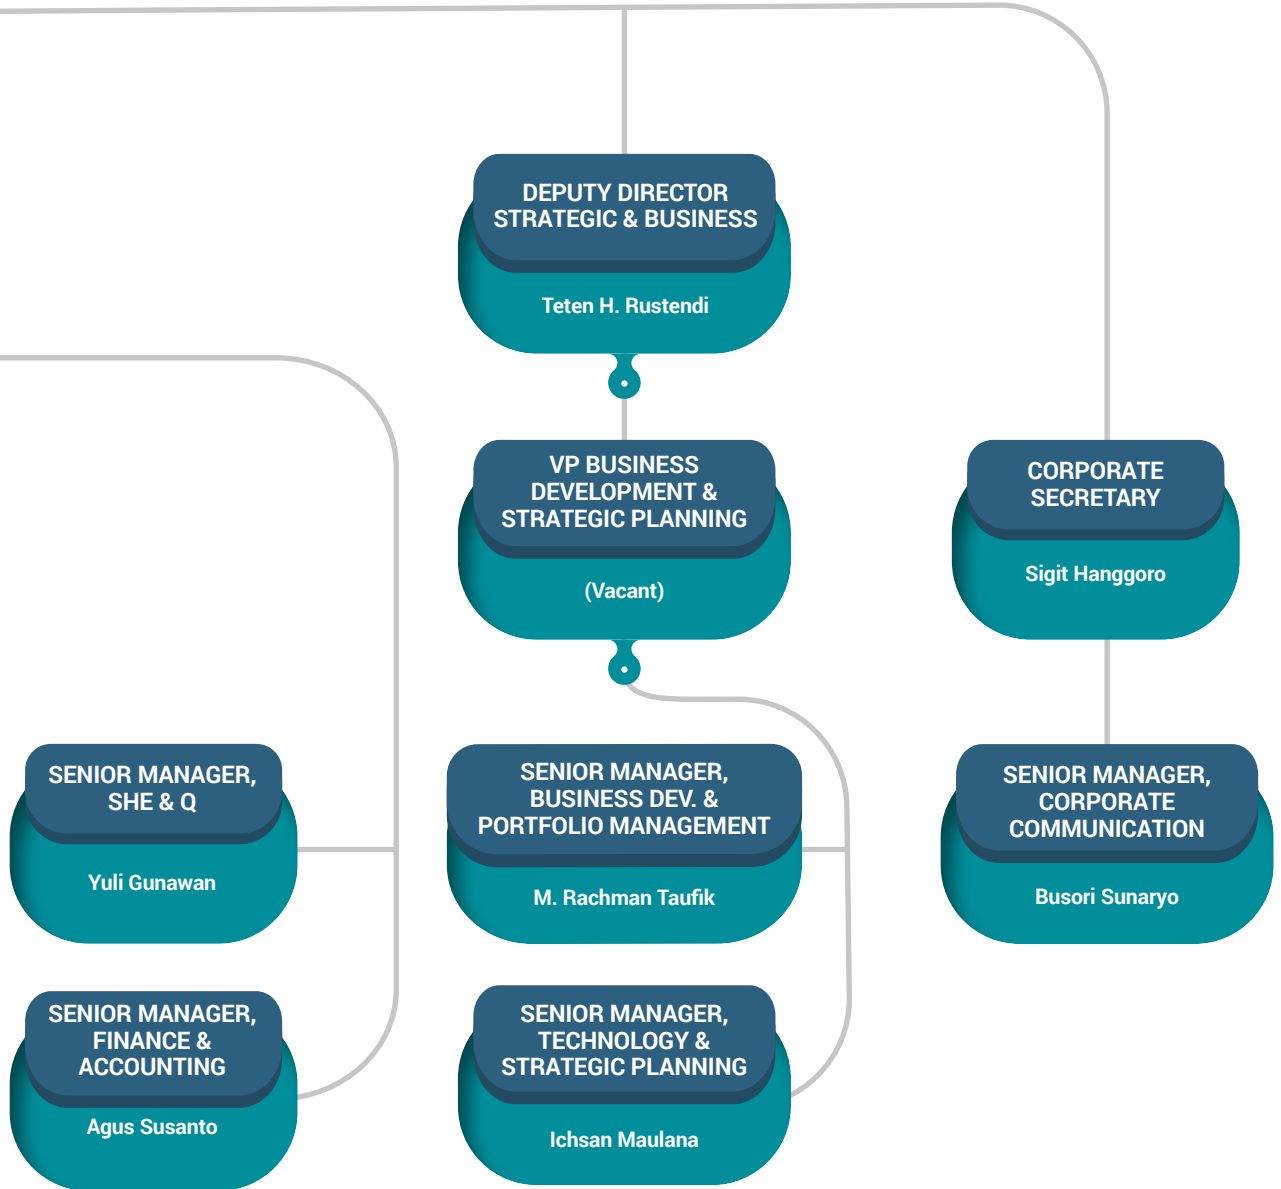 DEPUTY DIRECTOR
STRATEGIC & BUSINESS
Teten H. Rustendi
VP BUSINESS
DEVELOPMENT &
STRATEGIC PLANNING
(Vacant)
CORPORATE
SECRETARY
Sigit Hanggoro
SENIOR MANAGER,
SHE & Q
Yuli Gunawan
SENIOR MANAGER,
BUSINESS DEV. &
PORTFOLIO MANAGEMENT
M. Rachman Taufik
SENIOR MANAGER,
CORPORATE
COMMUNICATION
Busori Sunaryo
SENIOR MANAGER,
FINANCE &
ACCOUNTING
Agus Susanto
SENIOR MANAGER,
TECHNOLOGY &
STRATEGIC PLANNING
Ichsan Maulana